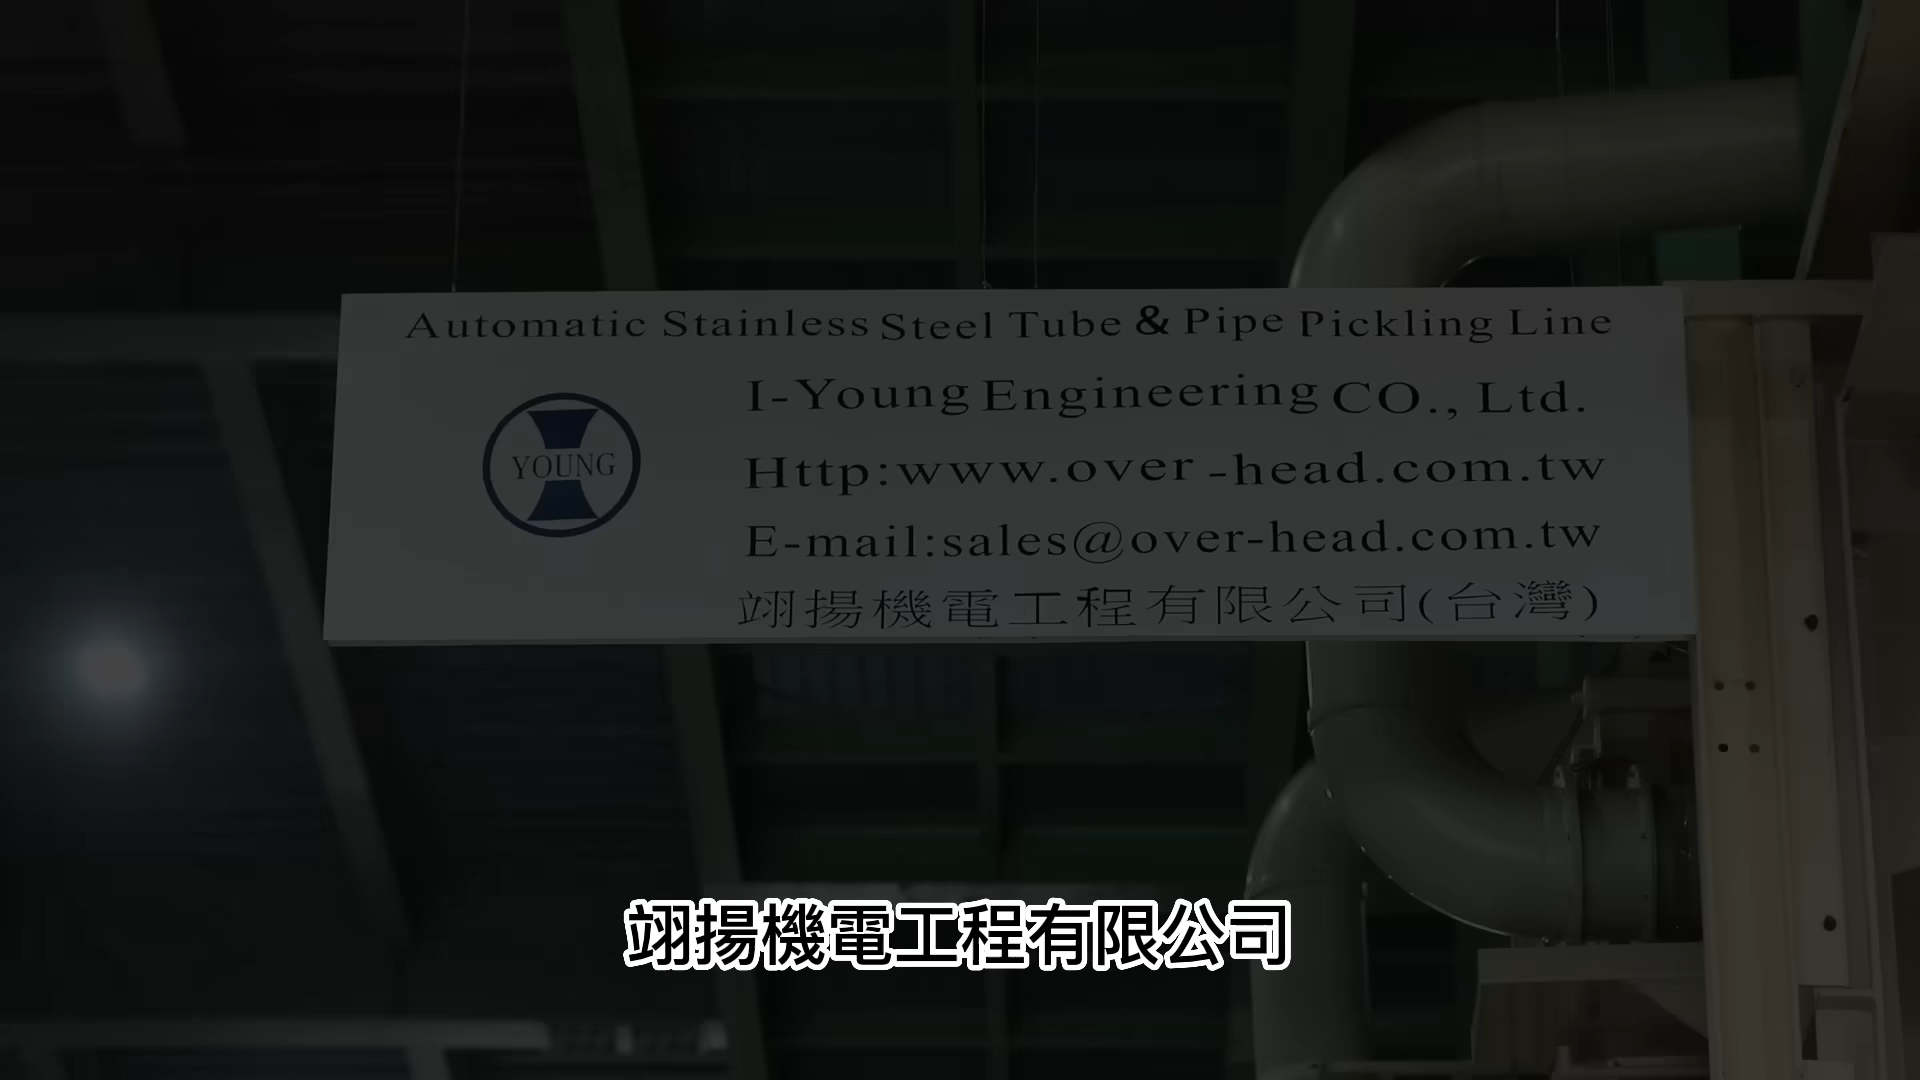 Automatic Stainless Steel Tube & Pipe Pickling Line
I-Young Engineering CO., Ltd.
YOUNG
Http:www.over-head.com.tw
E-mail:sales@over-head.com.tw
翊揚機電工程有限公司(台灣)
翊揚機電工程有限公司